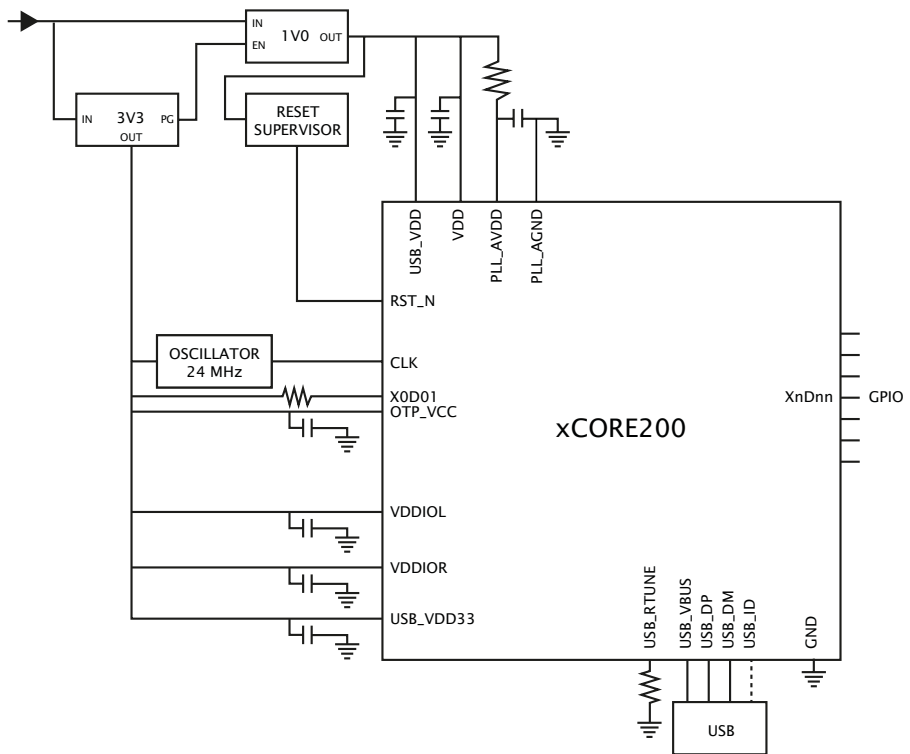 IN
1V0
OUT
EN
IN
3V3
PG
OUT
RESET
SUPERVISOR
USB_VDD
VDD
PLL_AVDD
PLL_AGND
RST_N
OSCILLATOR
24 MHz
CLK
X0D01
OTP_VCC
XnDnn
GPIO
xCORE200
VDDIOL
VDDIOR
USB_VDD33
USB_RTUNE
USB_VBUS
USB_DP
USB_DM
USB_ID
GND
USB